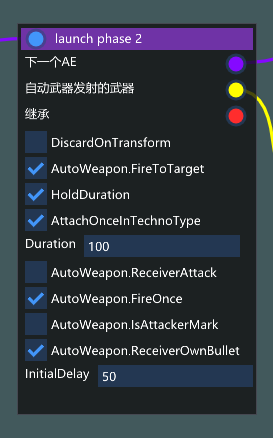 launch phase 2
下一个AE
自动武器发射的武器
继承
DiscardOnTransform
AutoWeapon.FireToTarget
HoldDuration
AttachOnceInTechnoType
Duration 100
AutoWeapon.ReceiverAttack
AutoWeapon.FireOnce
AutoWeapon.IsAttackerMark
AutoWeapon.ReceiverOwnBullet
InitialDelay 50